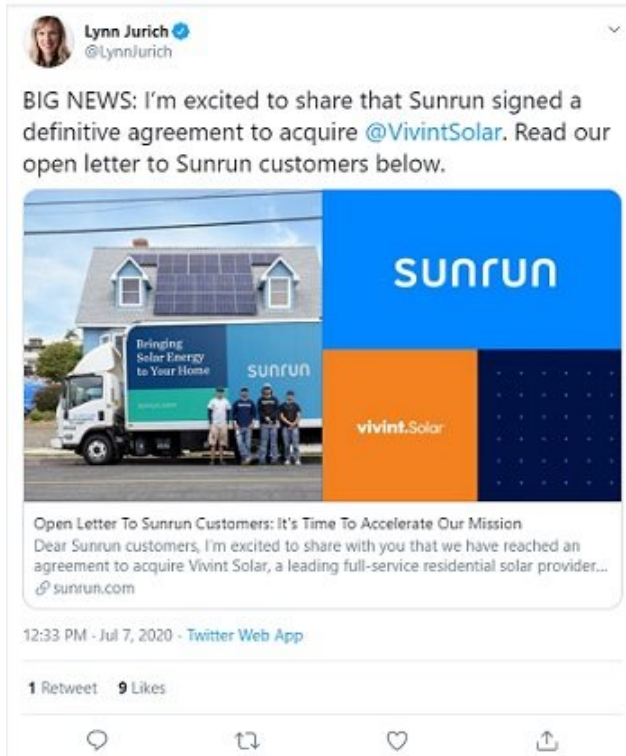 Lynn Jurich
@LynnJurich
BIG NEWS: I'm excited to share that Sunrun signed a
definitive agreement to acquire @VivintSolar. Read our
open letter to Sunrun customers below.
Bringing
Solar Energy
to Your Home
sunrun
sunrun.com
sunrun
vivint.Solar
Open Letter To Sunrun Customers: It's Time To Accelerate Our Mission
Dear Sunrun customers, I'm excited to share with you that we have reached an
agreement to acquire Vivint Solar, a leading full-service residential solar provider...
sunrun.com
12:33 PM · Jul 7, 2020 · Twitter Web App
1 Retweet 9 Likes